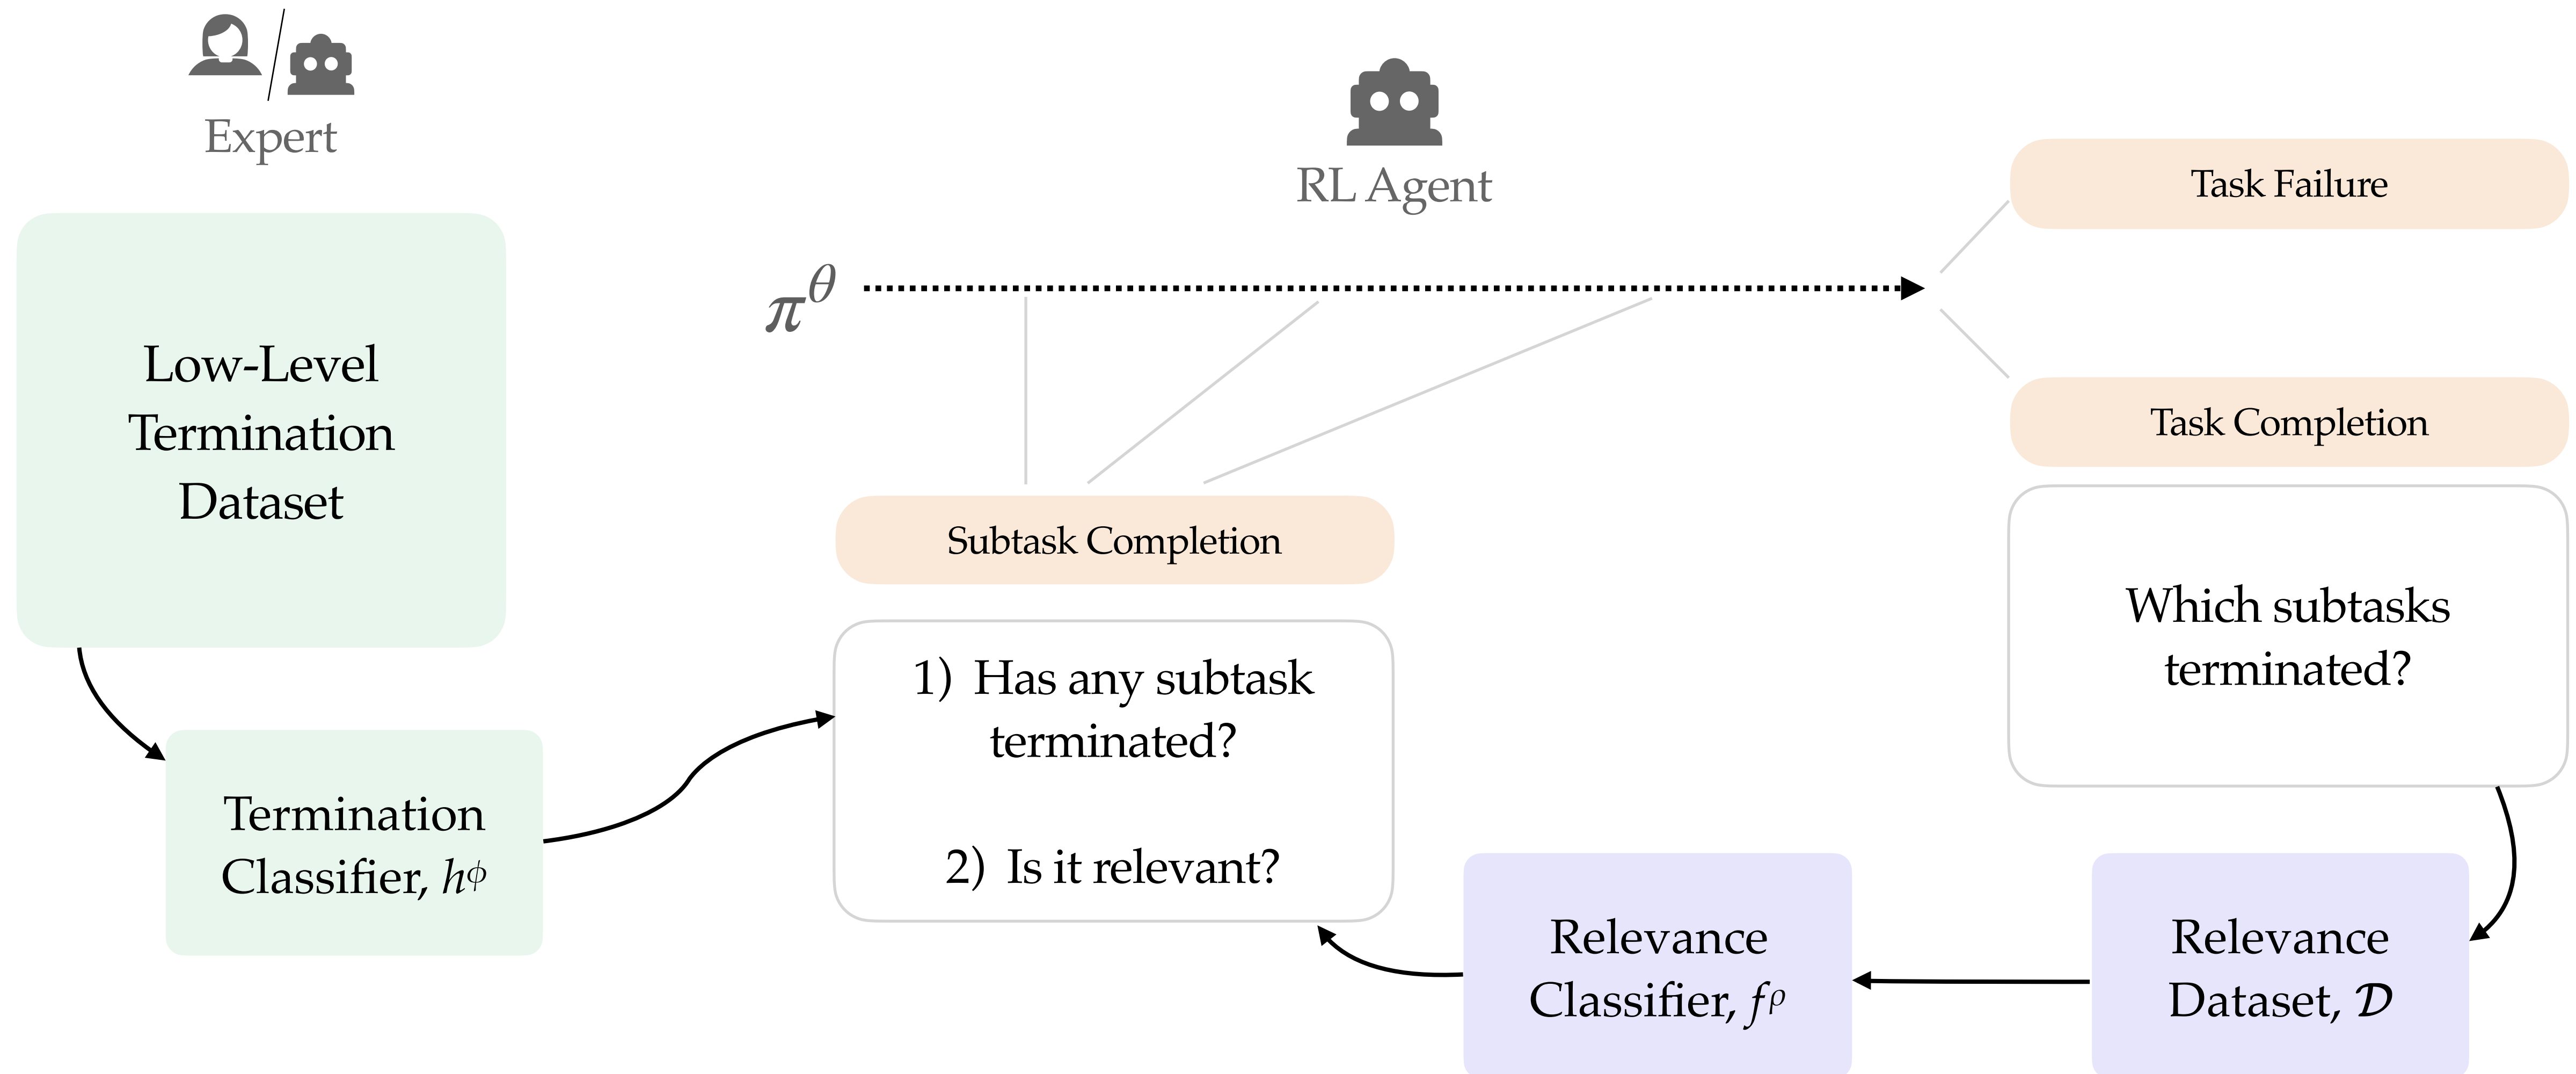 Expert
Low-Level
Termination
Dataset
Termination
Classifier, h^ϕ
RL Agent
π^θ
Subtask Completion
1) Has any subtask
terminated?
2) Is it relevant?
Task Failure
Task Completion
Which subtasks
terminated?
Relevance
Classifier, f^ρ
Relevance
Dataset, 𝒟